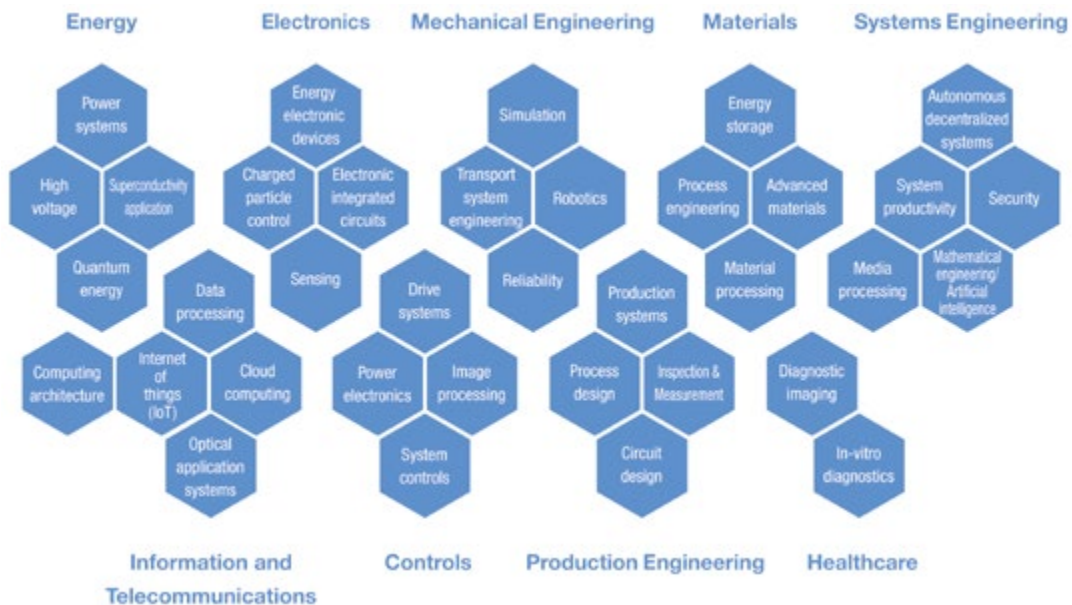 Energy
Electronics
Mechanical Engineering
Materials
Systems Engineering
Power
systems
High
voltage
Superconductivity
application
Quantum
energy
Energy
electronic
devices
Charged
particle
control
Electronic
integrated
circuits
Sensing
Simulation
Transport
system
engineering
Robotics
Reliability
Energy
storage
Process
engineering
Advanced
materials
Material
processing
Autonomous
decentralized
systems
System
productivity
Security
Media
processing
Mathematical
engineering/
Artificial
intelligence
Data
processing
Computing
architecture
Internet
of
things
(IoT)
Cloud
computing
Optical
application
systems
Drive
systems
Power
electronics
Image
processing
System
controls
Production
systems
Process
design
Inspection &
Measurement
Circuit
design
Diagnostic
imaging
In-vitro
diagnostics
Information and
Telecommunications
Controls
Production Engineering
Healthcare